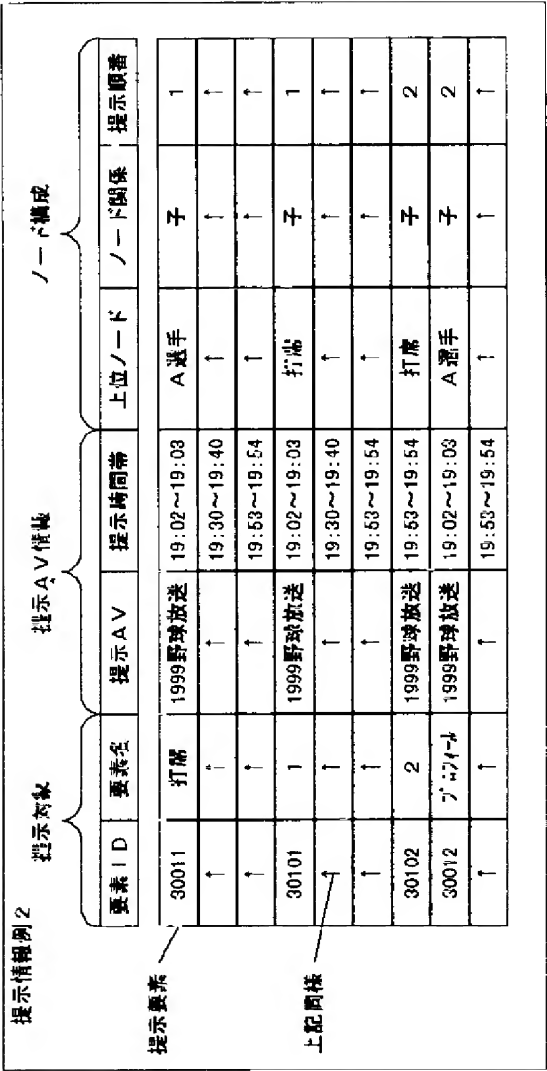 提示情報例2
提示対象 提示AV情報 ノード構成
要素ID 要素名 提示AV 提示時間帯 上位ノード ノード関係 提示順番
提示要素
30011 打席 1999野球放送 19:02～19:03 A選手 子 1
↑ ↑ ↑ 19:30～19:40 ↑ ↑ ↑
↑ ↑ ↑ 19:53～19:54 ↑ ↑ ↑
30101 1 1999野球放送 19:02～19:03 打席 子 1
↑ ↑ ↑ 19:30～19:40 ↑ ↑ ↑
↑ ↑ ↑ 19:53～19:54 ↑ ↑ ↑
30102 2 1999野球放送 19:53～19:54 打席 子 2
30012 プロフィール 1999野球放送 19:02～19:03 A選手 子 2
↑ ↑ ↑ 19:53～19:54 ↑ ↑ ↑
上記同様